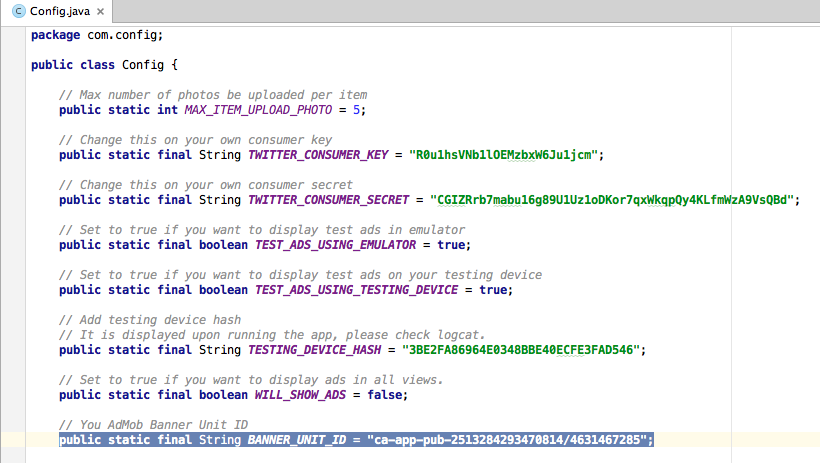 Config.java
package com.config;
public class Config {
// Max number of photos be uploaded per item
public static int MAX_ITEM_UPLOAD_PHOTO = 5;
// Change this on your own consumer key
public static final String TWITTER_CONSUMER_KEY = "R0u1hsVNb1lOEMzbxW6Ju1jcm";
// Change this on your own consumer secret
public static final String TWITTER_CONSUMER_SECRET = "CGIZRrb7mabu16g89U1Uz1oDKor7qxWkgpQy4KLfmWzA9VsQBd";
// Set to true if you want to display test ads in emulator
public static final boolean TEST_ADS_USING_EMULATOR = true;
// Set to true if you want to display test ads on your testing device
public static final boolean TEST_ADS_USING_TESTING_DEVICE = true;
// Add testing device hash
// It is displayed upon running the app, please check logcat.
public static final String TESTING_DEVICE_HASH = "3BE2FA86964E0348BBE40ECFE3FAD546";
// Set to true if you want to display ads in all views.
public static final boolean WILL_SHOW_ADS = false;
// You AdMob Banner Unit ID
public static final String BANNER_UNIT_ID = "ca-app-pub-2513284293470814/4631467285";